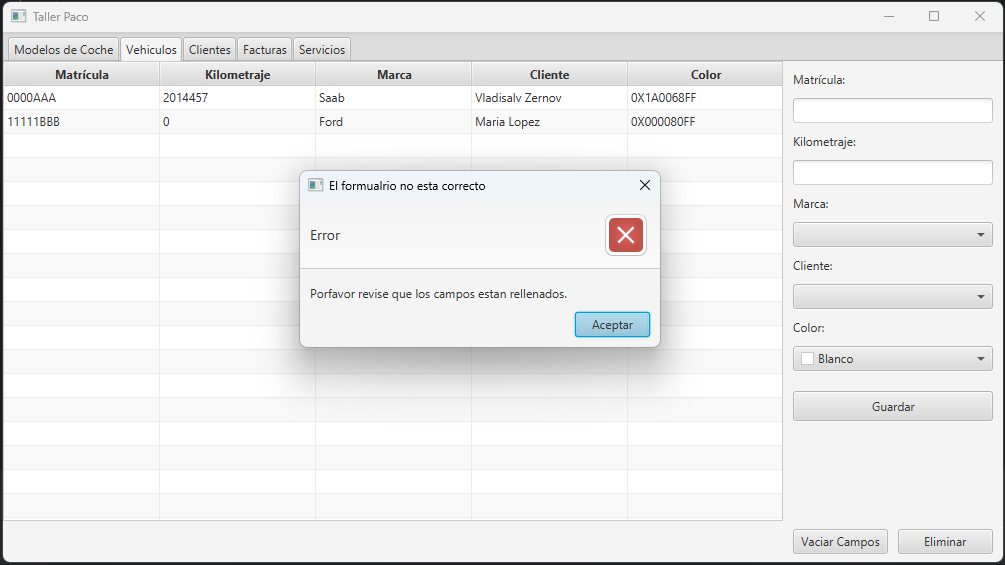 Taller Paco
Modelos de Coche Vehiculos Clientes Facturas Servicios
Matrícula Kilometraje Marca Cliente Color
0000AAA 2014457 Saab Vladisalv Zernov 0X1A0068FF
11111BBB 0 Ford Maria Lopez 0X000080FF
El formualrio no esta correcto
Error
Porfavor revise que los campos estan rellenados.
Aceptar
Matrícula:
Kilometraje:
Marca:
Cliente:
Color:
Blanco
Guardar
Vaciar Campos Eliminar